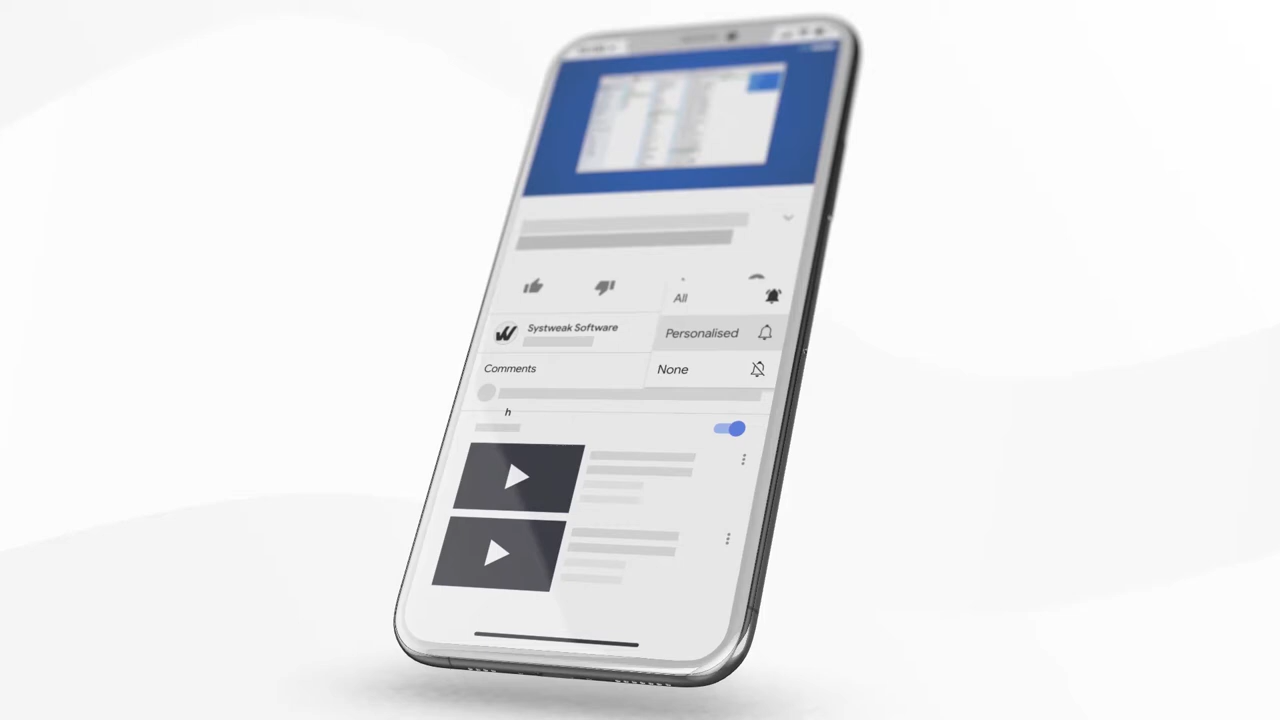 All
Systweak Software
Personalised
Comments
None
h